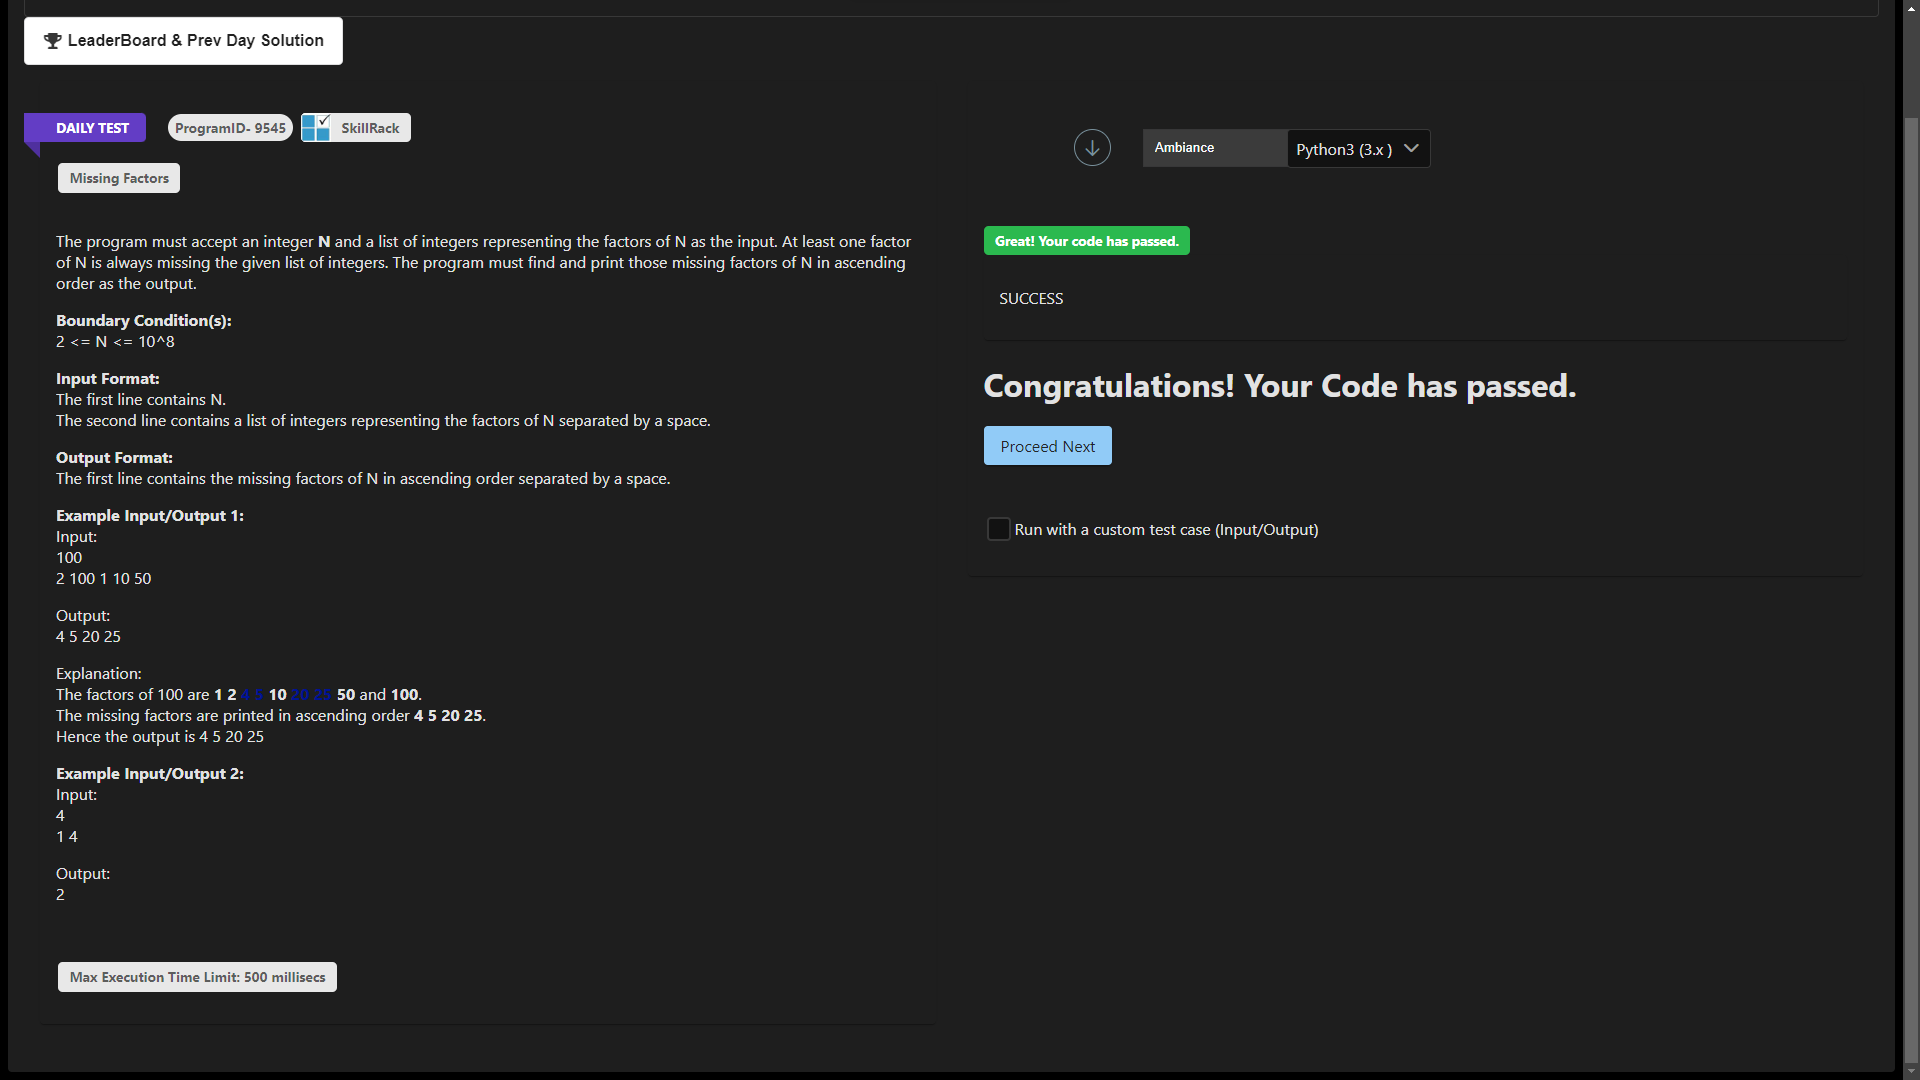 LeaderBoard & Prev Day Solution
DAILY TEST
ProgramID- 9545
SkillRack
Ambiance
Python3 (3.x )
Missing Factors
The program must accept an integer N and a list of integers representing the factors of N as the input. At least one factor
of N is always missing the given list of integers. The program must find and print those missing factors of N in ascending
order as the output.
Boundary Condition(s):
2 <= N <= 10^8
Input Format:
The first line contains N.
The second line contains a list of integers representing the factors of N separated by a space.
Output Format:
The first line contains the missing factors of N in ascending order separated by a space.
Example Input/Output 1:
Input:
100
2 100 1 10 50
Output:
4 5 20 25
Explanation:
The factors of 100 are 1 2 4 5 10 20 25 50 and 100.
The missing factors are printed in ascending order 4 5 20 25.
Hence the output is 4 5 20 25
Example Input/Output 2:
Input:
4
1 4
Output:
2
Max Execution Time Limit: 500 millisecs
Great! Your code has passed.
SUCCESS
Congratulations! Your Code has passed.
Proceed Next
Run with a custom test case (Input/Output)